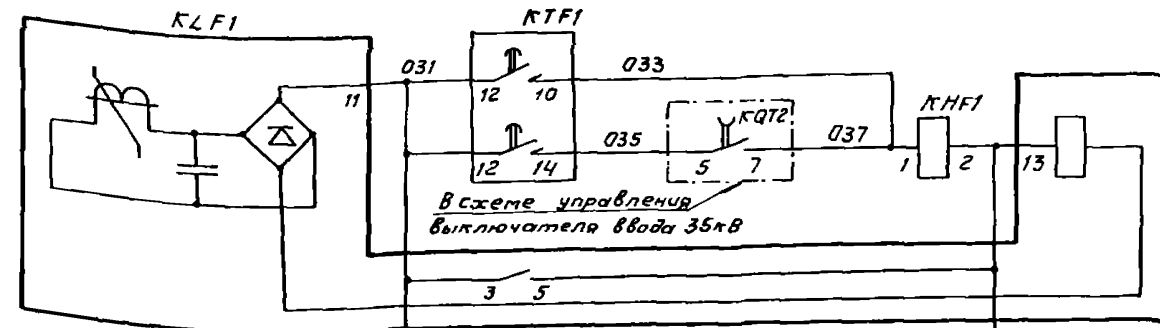 KLF1
KTF1
11
031
12 10
033
KHF1
12 14
035
KQT2
5 7
037
1 2
13
В схеме управления
выключателя ввода 35кВ
3 5